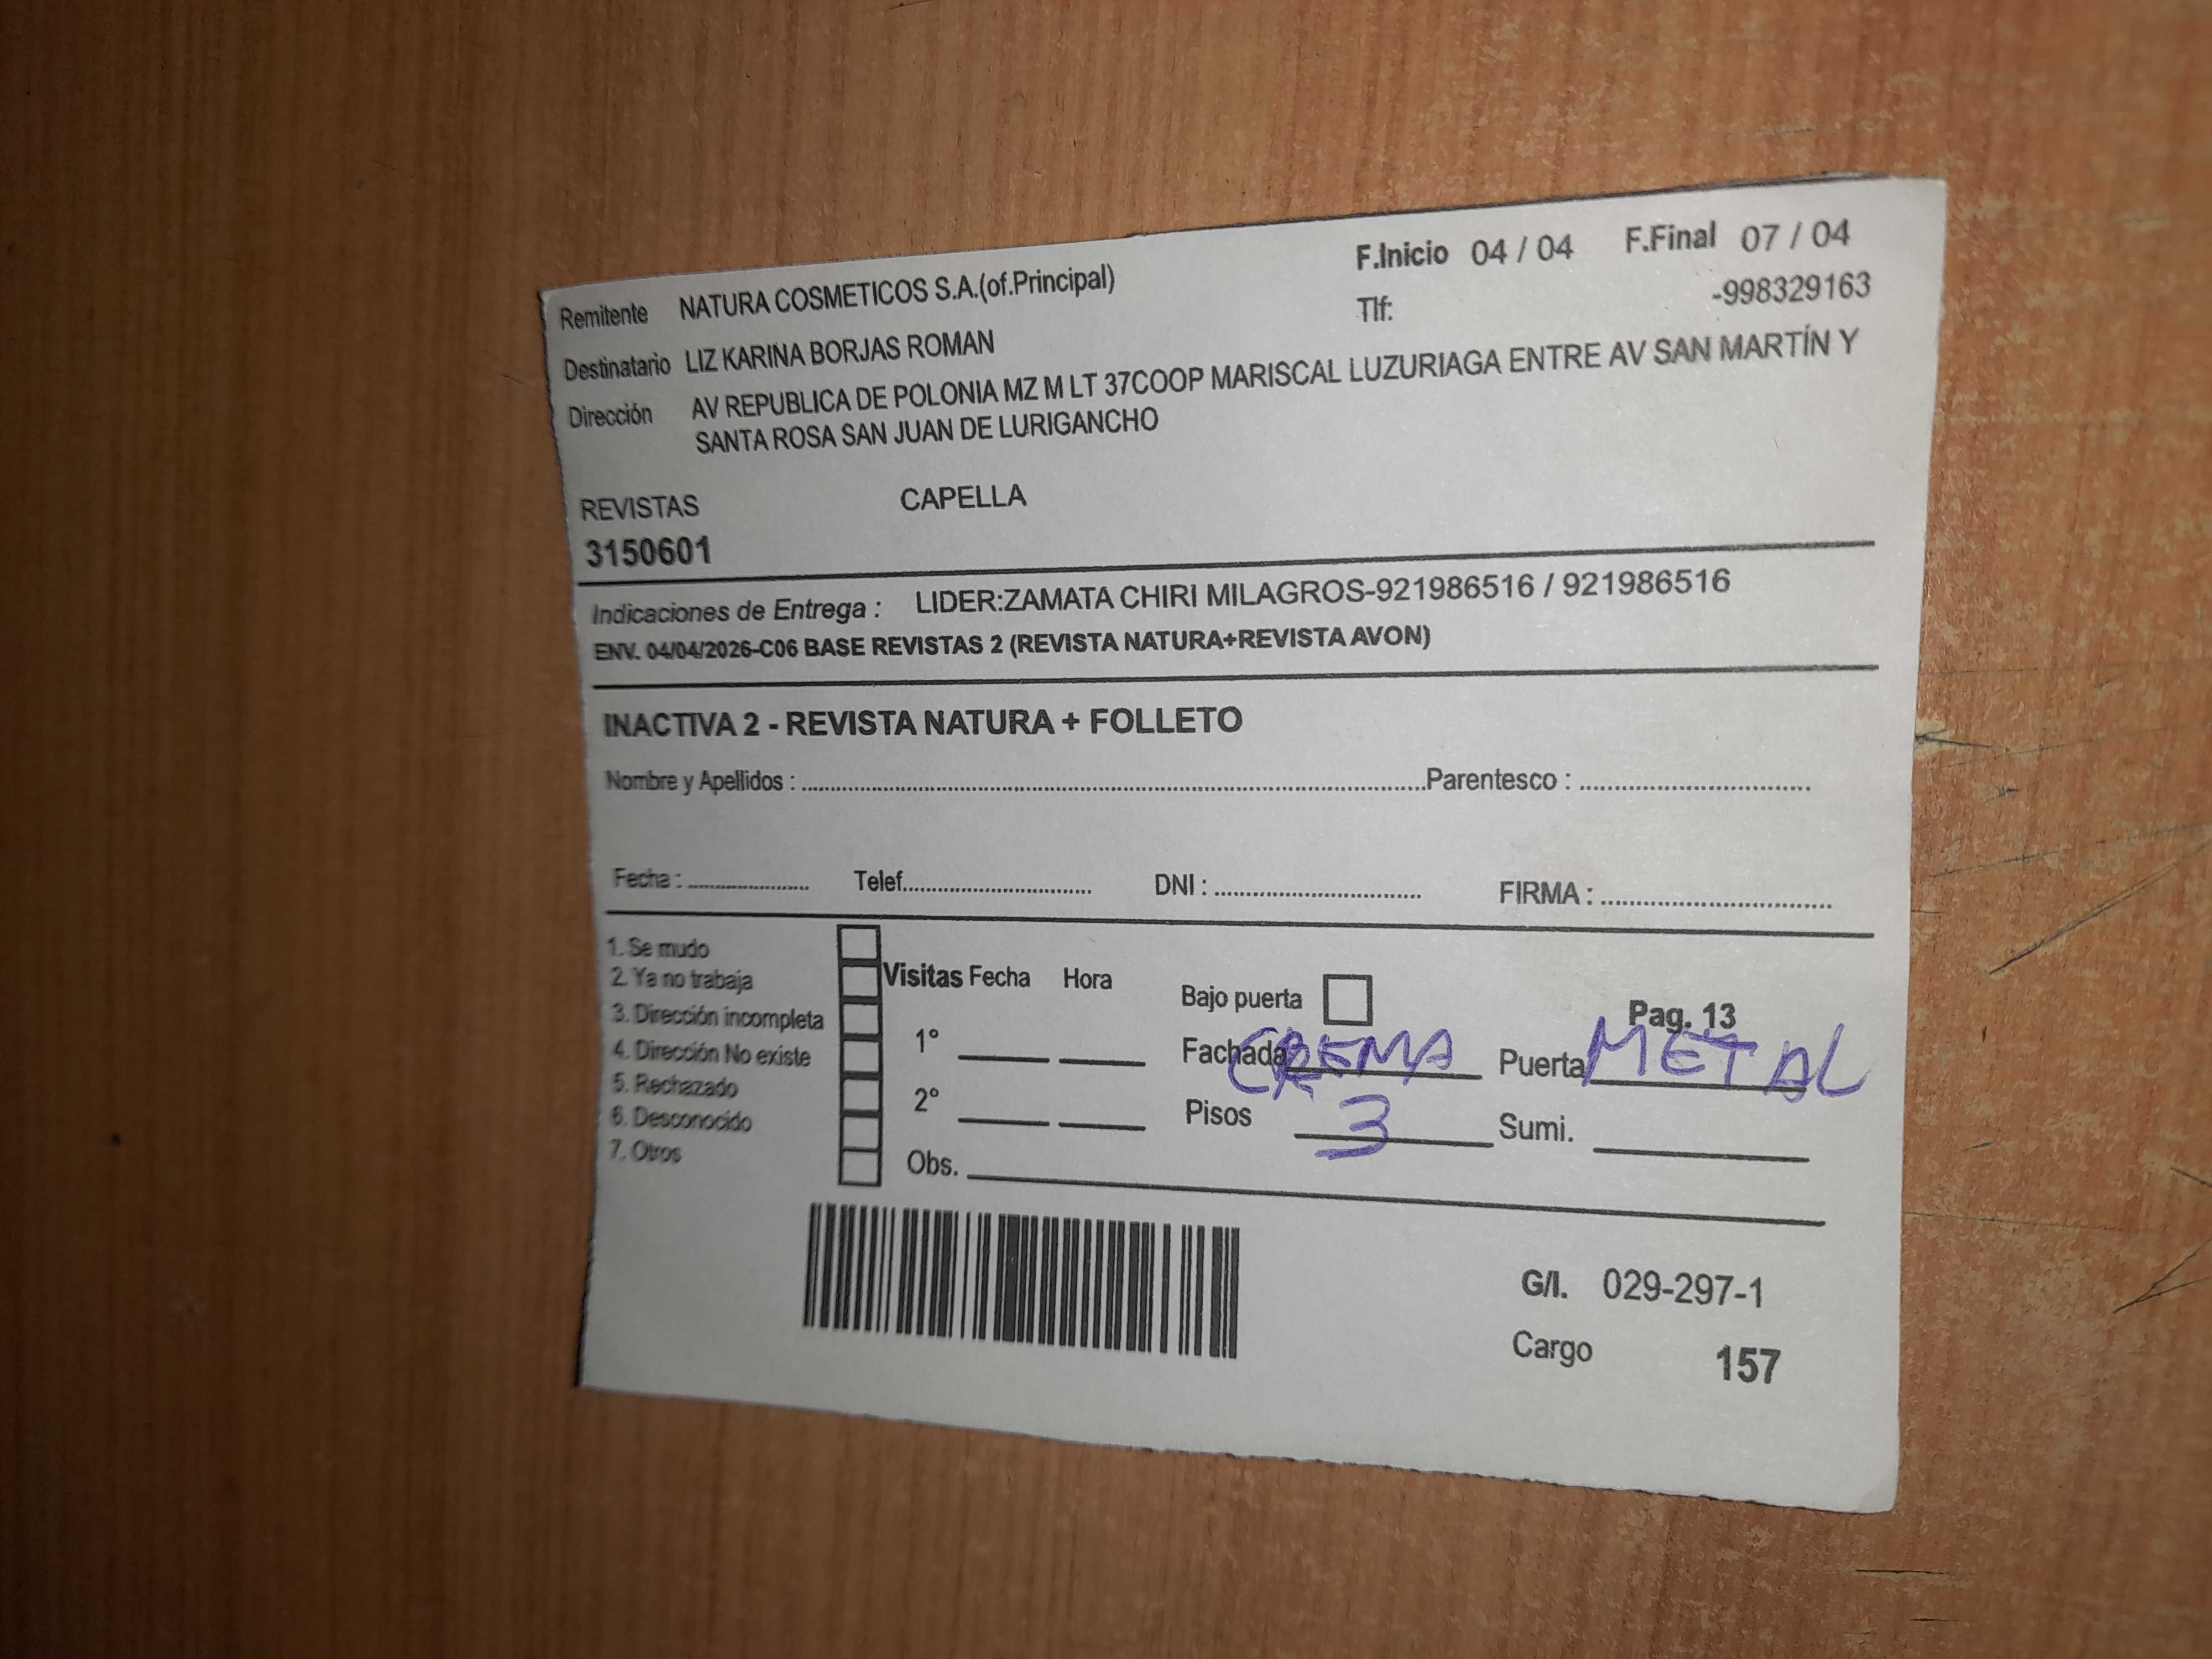 Remitente NATURA COSMETICOS S.A.(of.Principal) F.Inicio 04 / 04 F.Final 07 / 04
Tlf: -998329163
Destinatario LIZ KARINA BORJAS ROMAN
Dirección AV REPUBLICA DE POLONIA MZ M LT 37COOP MARISCAL LUZURIAGA ENTRE AV SAN MARTÍN Y
SANTA ROSA SAN JUAN DE LURIGANCHO
REVISTAS CAPELLA
3150601
Indicaciones de Entrega : LIDER:ZAMATA CHIRI MILAGROS-921986516 / 921986516
ENV. 04/04/2026-C06 BASE REVISTAS 2 (REVISTA NATURA+REVISTA AVON)
INACTIVA 2 - REVISTA NATURA + FOLLETO
Nombre y Apellidos : Parentesco :
Fecha : Telef. DNI : FIRMA :
1. Se mudo
2. Ya no trabaja
3. Dirección incompleta
4. Dirección No existe
5. Rechazado
6. Desconocido
7. Otros
Visitas Fecha Hora
1°
2°
Obs.
Bajo puerta Pag. 13
Fachada CREMA Puerta METAL
Pisos 3 Sumi.
G/I. 029-297-1
Cargo 157